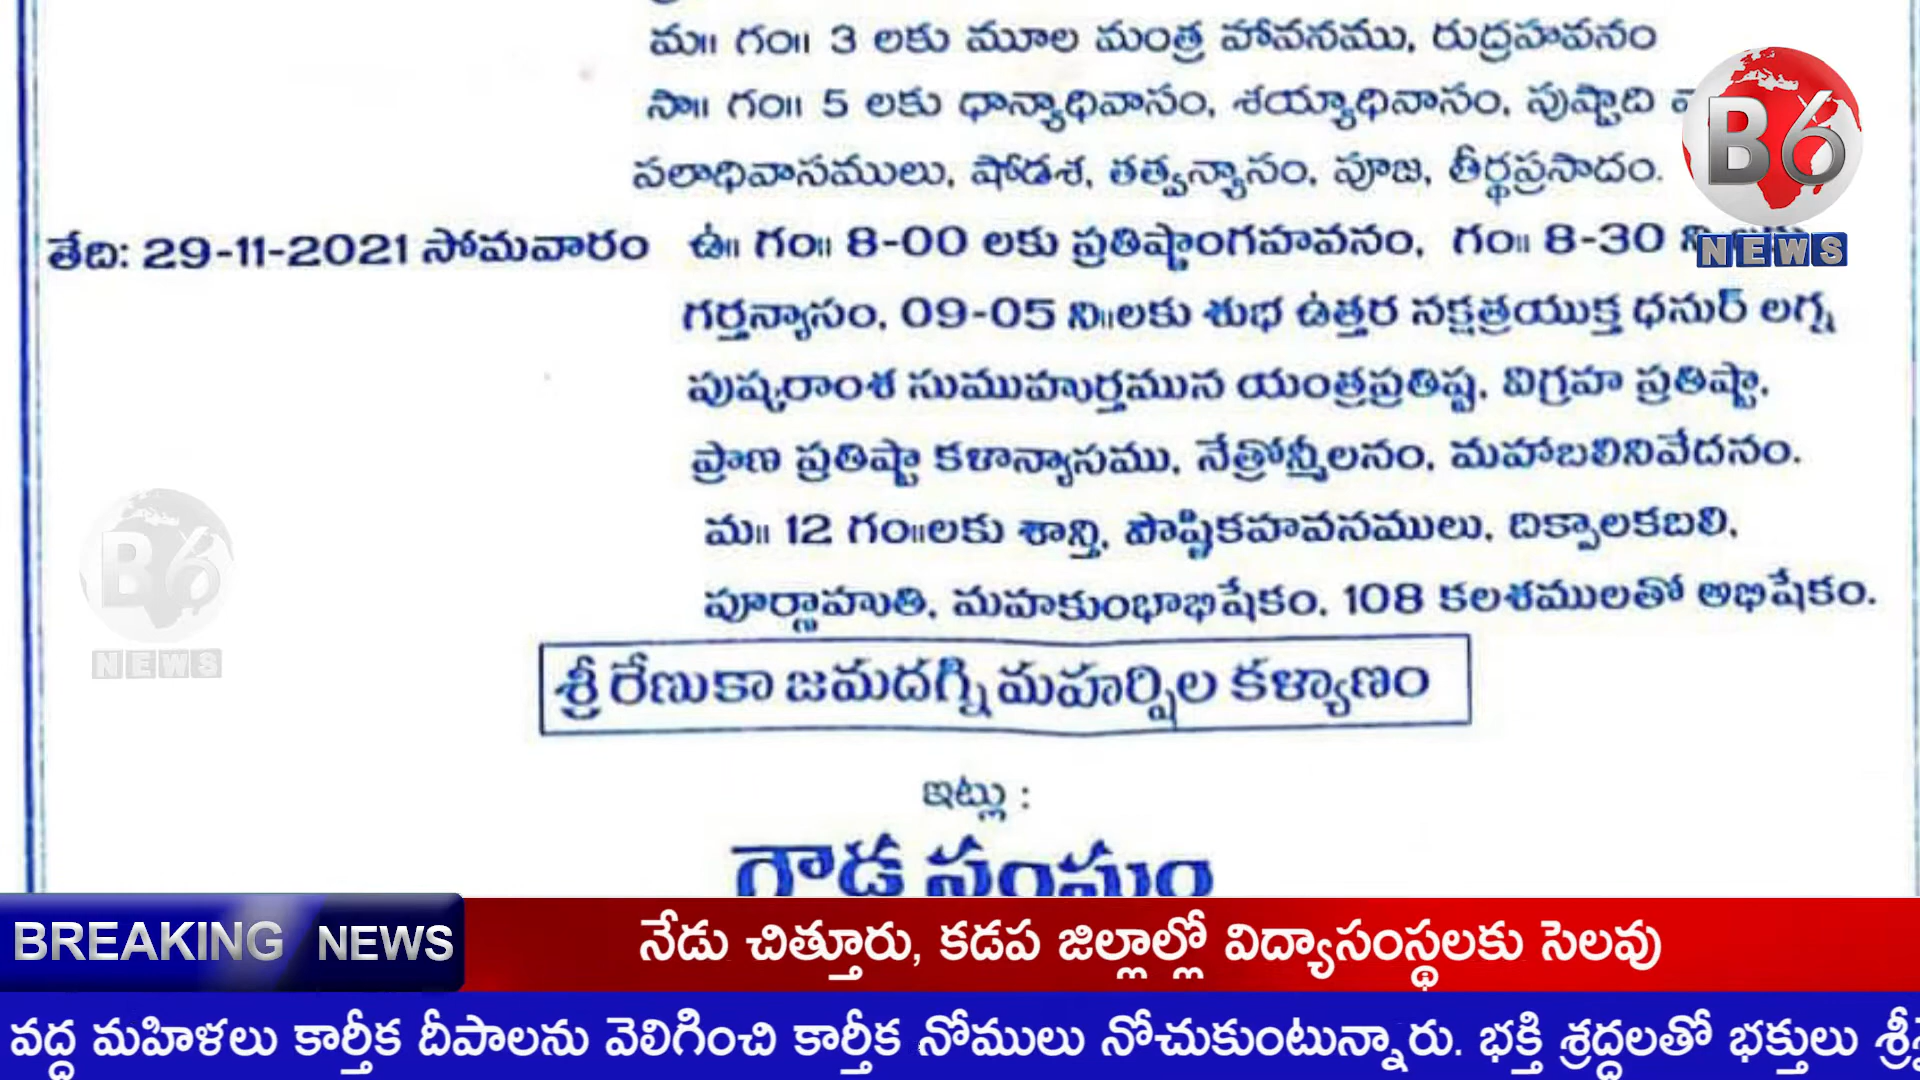 మ॥ గం॥ 3 లకు మూల మంత్ర హావనము, రుద్రహవనం
సా॥ గం॥ 5 లకు ధాన్యాధివాసం, శయ్యాధినాసం, పుష్టాది
పలాధివాసములు, షోడశ, తత్వన్యాసం, పూజ, తీర్థప్రసాదం.
తేది: 29-11-2021 సోమవారం ఉ॥ గం॥ 8-00 లకు ప్రతిష్టాంగహవనం, గం॥ 8-30
గర్తన్యాసం, 09-05 ని॥లకు శుభ ఉత్తర నక్షత్రయుక్త ధనుర్ లగ్న
పుష్కరాంశ సుముహుర్తమున యంత్రప్రతిష్ట, విగ్రహ ప్రతిష్టా,
ప్రాణ ప్రతిష్టా కళాన్యాసము, నేత్రోన్మీలనం, మహాబలినివేదనం.
మ॥ 12 గం॥లకు శాన్తి, పౌష్టికహవనములు, దిక్పాలకబలి,
పూర్ణాహుతి, మహకుంభాభిషేకం, 108 కలశములతో అభిషేకం.
శ్రీ రేణుకా జమదగ్ని మహర్షిల కళ్యాణం
ఇట్లు :
గౌడ సంఘం
B6
NEWS
B6
NEWS
BREAKING NEWS
నేడు చిత్తూరు, కడప జిల్లాల్లో విద్యాసంస్థలకు సెలవు
వద్ద మహిళలు కార్తీక దీపాలను వెలిగించి కార్తీక నోములు నోచుకుంటున్నారు. భక్తి శ్రద్దలతో భక్తులు